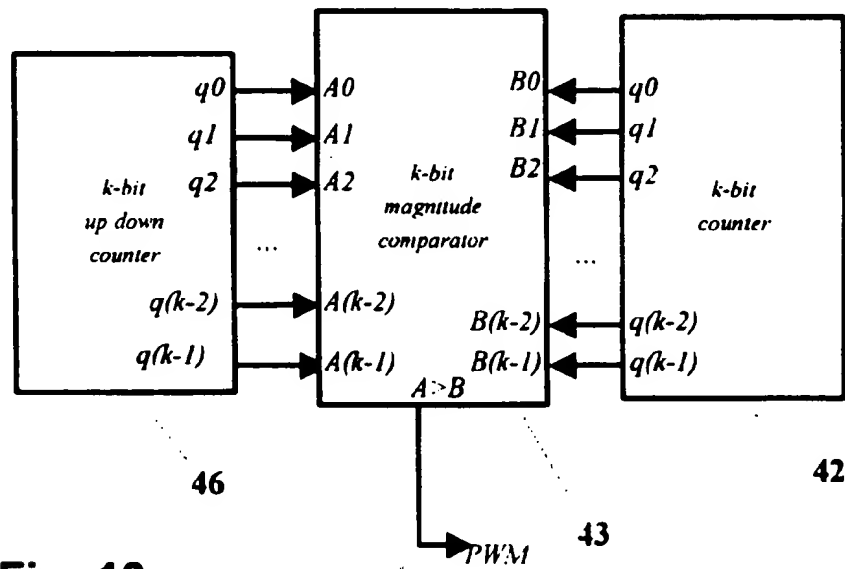 q0
q1
q2
k-bit
up down
counter
...
q(k-2)
q(k-1)
A0
A1
A2
A(k-2)
A(k-1)
k-bit
magnitude
comparator
B0
B1
B2
B(k-2)
B(k-1)
A>B
q0
q1
q2
k-bit
counter
...
q(k-2)
q(k-1)
46
42
43
PWM